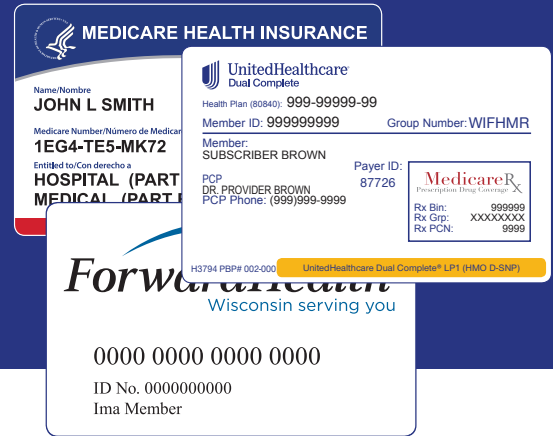 MEDICARE HEALTH INSURANCE
Name/Nombre
JOHN L SMITH
Medicare Number/Número de Medicar
1EG4-TE5-MK72
Entitled to/Con derecho a
HOSPITAL (PART
MEDICAL (PART
UnitedHealthcare®
Dual Complete
Health Plan (80840): 999-99999-99
Member ID: 999999999 Group Number: WIFHMR
Member:
SUBSCRIBER BROWN
PCP
DR. PROVIDER BROWN
PCP Phone: (999)999-9999
Payer ID:
87726
MedicareRx
Prescription Drug Coverage
Rx Bin: 999999
Rx Grp: XXXXXXXX
Rx PCN: 9999
H3794 PBP# 002-000 UnitedHealthcare Dual Complete® LP1 (HMO D-SNP)
ForwardHealth
Wisconsin serving you
0000 0000 0000 0000
ID No. 0000000000
Ima Member